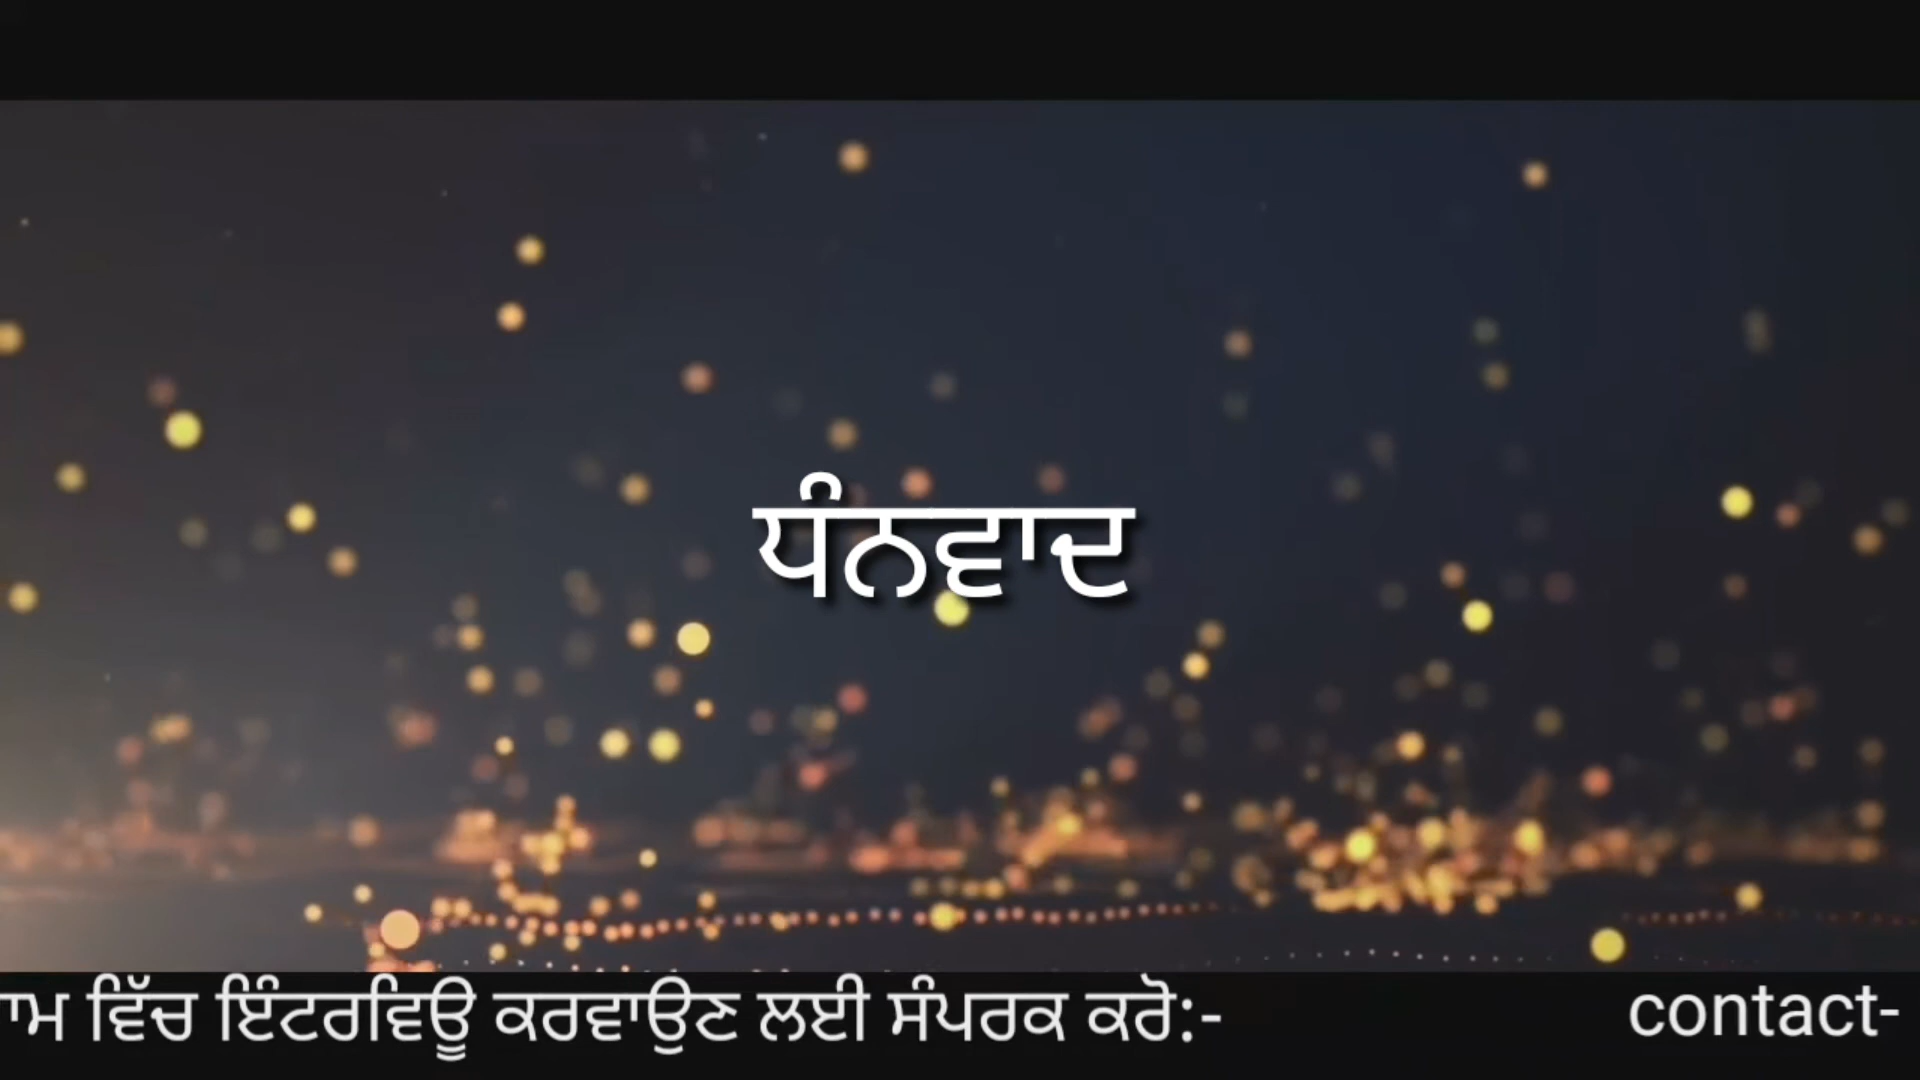 ਧੰਨਵਾਦ
ਵਿੱਚ ਇੰਟਰਵਿਊ ਕਰਵਾਉਣ ਲਈ ਸੰਪਰਕ ਕਰੋ:- contact-